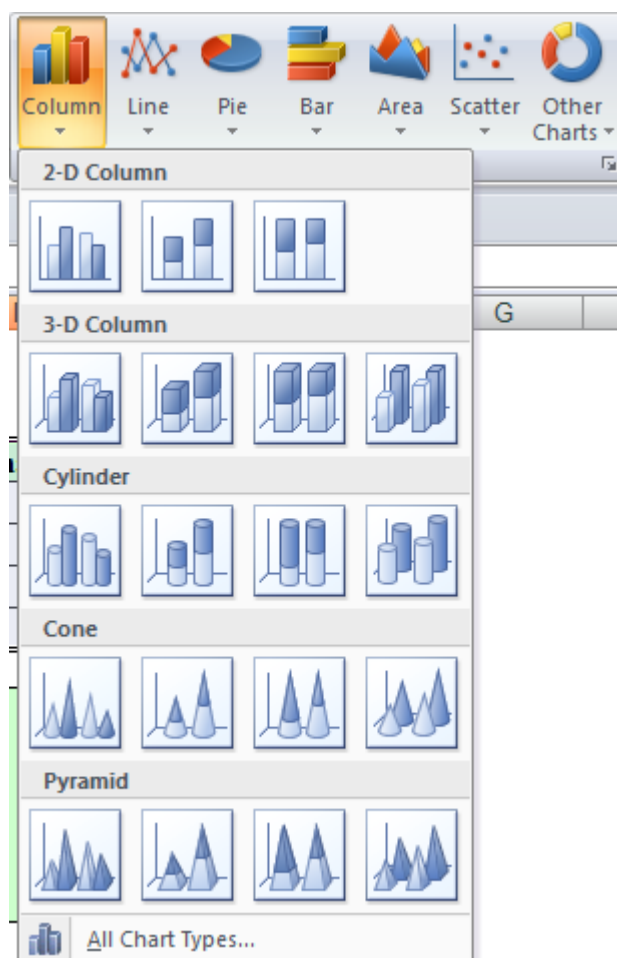 Column Line Pie Bar Area Scatter Other
Charts
2-D Column
3-D Column
G
Cylinder
Cone
Pyramid
All Chart Types...